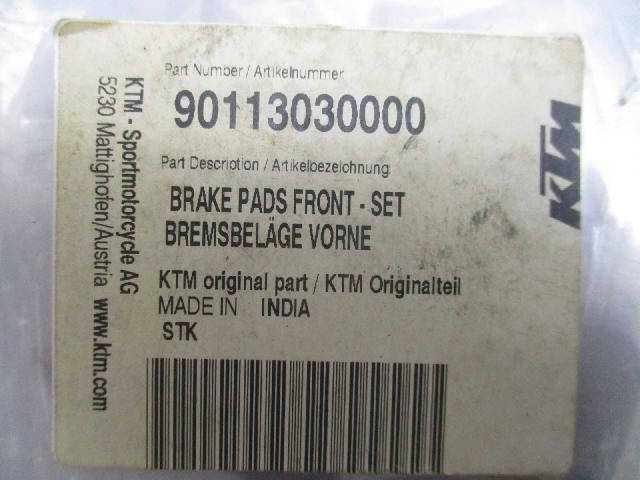 Part Number / Artikelnummer
90113030000
Part Description / Artikelbezeichnung
BRAKE PADS FRONT - SET
BREMSBELÄGE VORNE
KTM original part / KTM Originalteil
MADE IN INDIA
STK
KTM - Sportmotorcycle AG
5230 Mattighofen/Austria www.ktm.com
KTM